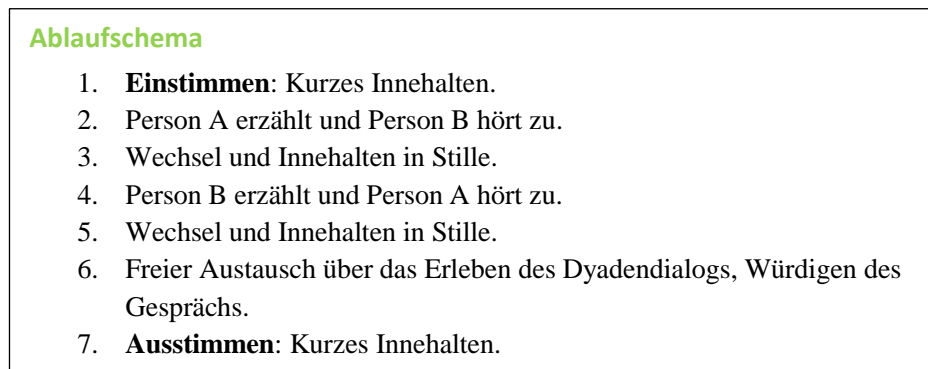 Ablaufschema
1. Einstimmen: Kurzes Innehalten.
2. Person A erzählt und Person B hört zu.
3. Wechsel und Innehalten in Stille.
4. Person B erzählt und Person A hört zu.
5. Wechsel und Innehalten in Stille.
6. Freier Austausch über das Erleben des Dyadendialogs, Würdigen des
Gesprächs.
7. Ausstimmen: Kurzes Innehalten.